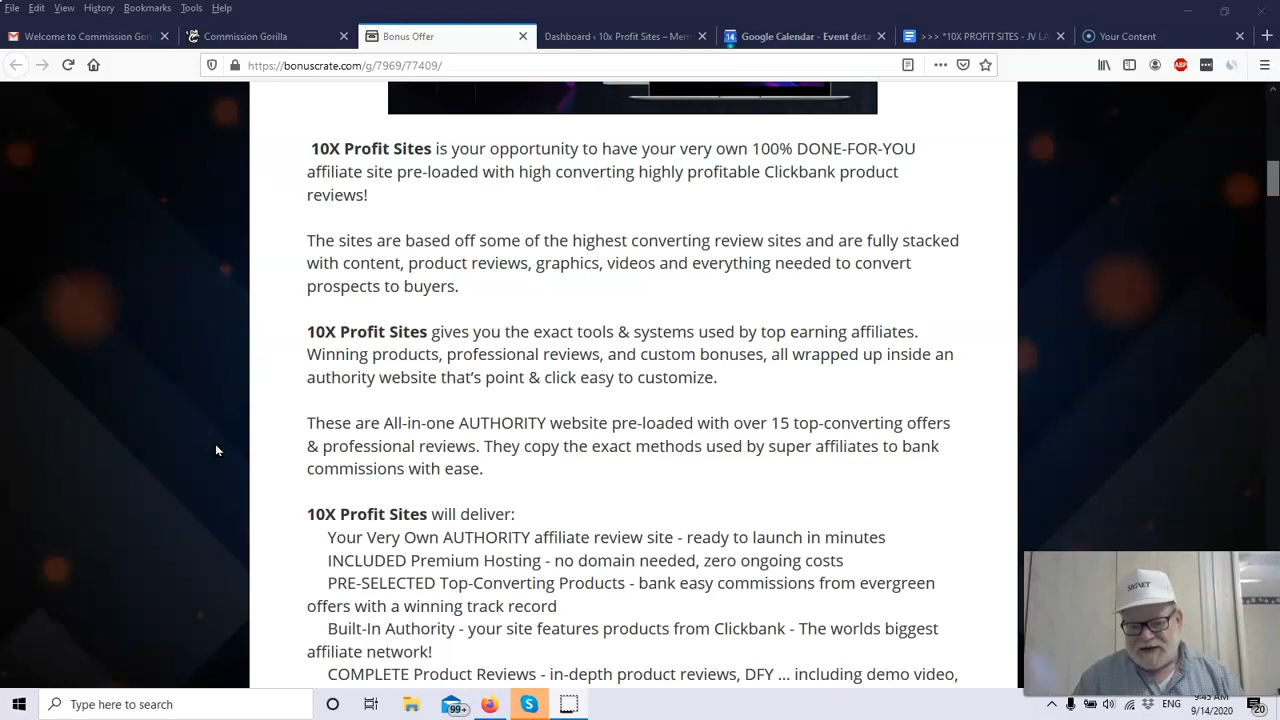 File Edit View History Bookmarks Tools Help
Welcome to Commission Gorilla
Commission Gorilla
Bonus Offer
Dashboard ‹ 10x Profit Sites — Mem
Google Calendar - Event detai
>>> *10X PROFIT SITES - JV LA
Your Content
https://bonuscrate.com/g/7969/77409/
ABP
10X Profit Sites is your opportunity to have your very own 100% DONE-FOR-YOU
affiliate site pre-loaded with high converting highly profitable Clickbank product
reviews!
The sites are based off some of the highest converting review sites and are fully stacked
with content, product reviews, graphics, videos and everything needed to convert
prospects to buyers.
10X Profit Sites gives you the exact tools & systems used by top earning affiliates.
Winning products, professional reviews, and custom bonuses, all wrapped up inside an
authority website that's point & click easy to customize.
These are All-in-one AUTHORITY website pre-loaded with over 15 top-converting offers
& professional reviews. They copy the exact methods used by super affiliates to bank
commissions with ease.
10X Profit Sites will deliver:
Your Very Own AUTHORITY affiliate review site - ready to launch in minutes
INCLUDED Premium Hosting - no domain needed, zero ongoing costs
PRE-SELECTED Top-Converting Products - bank easy commissions from evergreen
offers with a winning track record
Built-In Authority - your site features products from Clickbank - The worlds biggest
affiliate network!
COMPLETE Product Reviews - in-depth product reviews, DFY ... including demo video,
SIGNET
Type here to search
99+
ENG
9:45 AM
9/14/2020
20